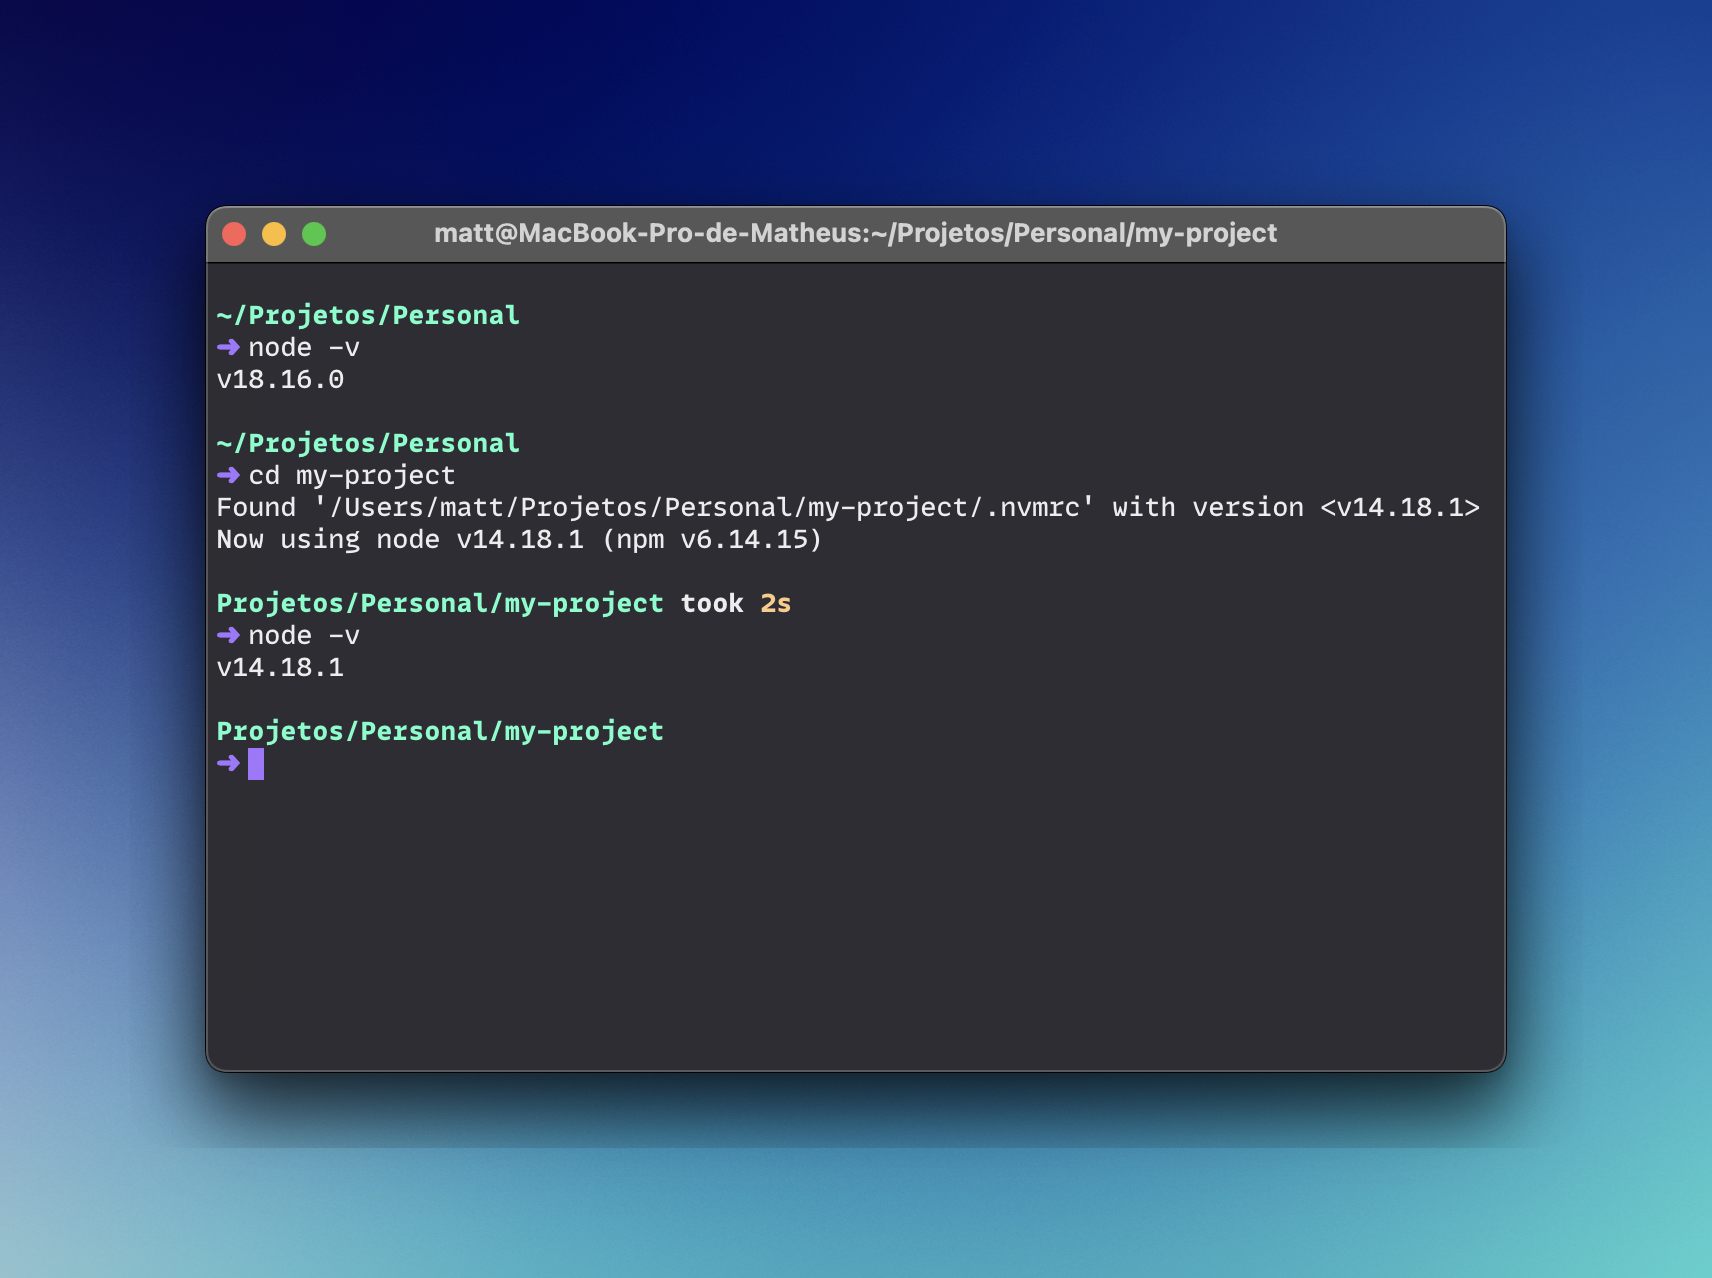 matt@MacBook-Pro-de-Matheus:~/Projetos/Personal/my-project
~/Projetos/Personal
➜ node -v
v18.16.0
~/Projetos/Personal
➜ cd my-project
Found '/Users/matt/Projetos/Personal/my-project/.nvmrc' with version <v14.18.1>
Now using node v14.18.1 (npm v6.14.15)
Projetos/Personal/my-project took 2s
➜ node -v
v14.18.1
Projetos/Personal/my-project
➜